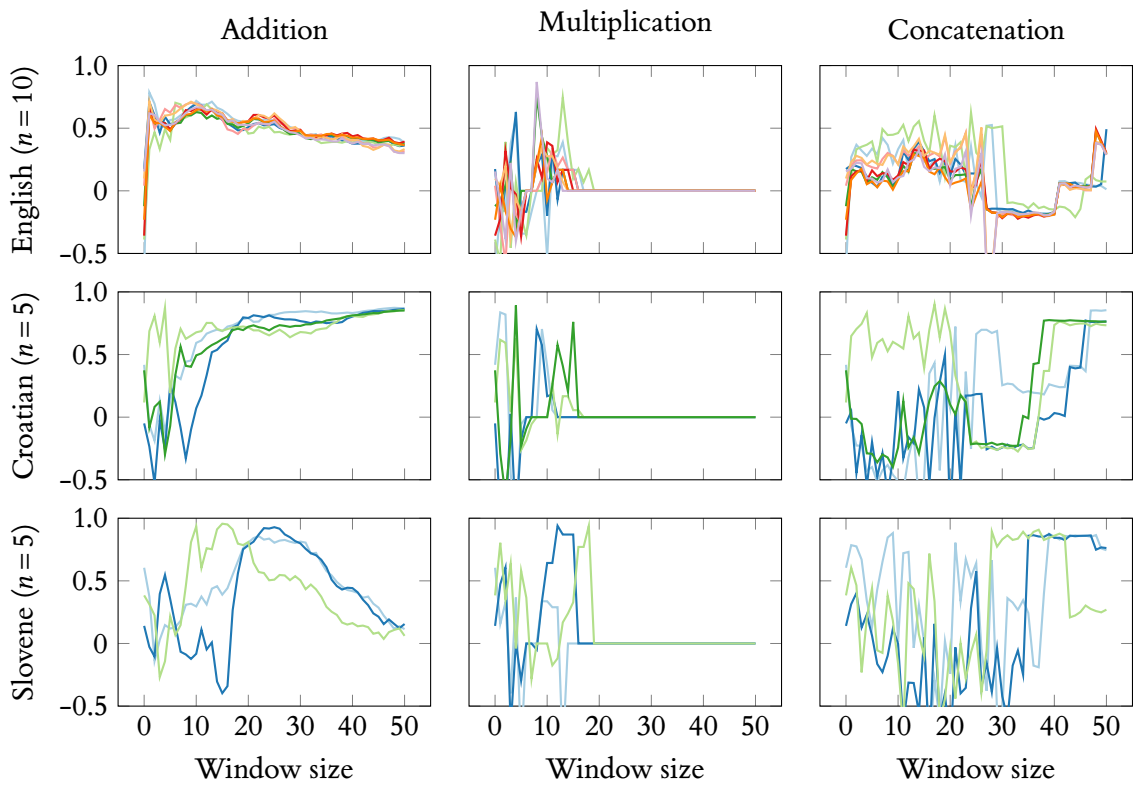 Addition
Multiplication
Concatenation
English (n = 10)
1.0
0.5
0
−0.5
Croatian (n = 5)
1.0
0.5
0
−0.5
Slovene (n = 5)
1.0
0.5
0
−0.5
0 10 20 30 40 50
0 10 20 30 40 50
0 10 20 30 40 50
Window size
Window size
Window size